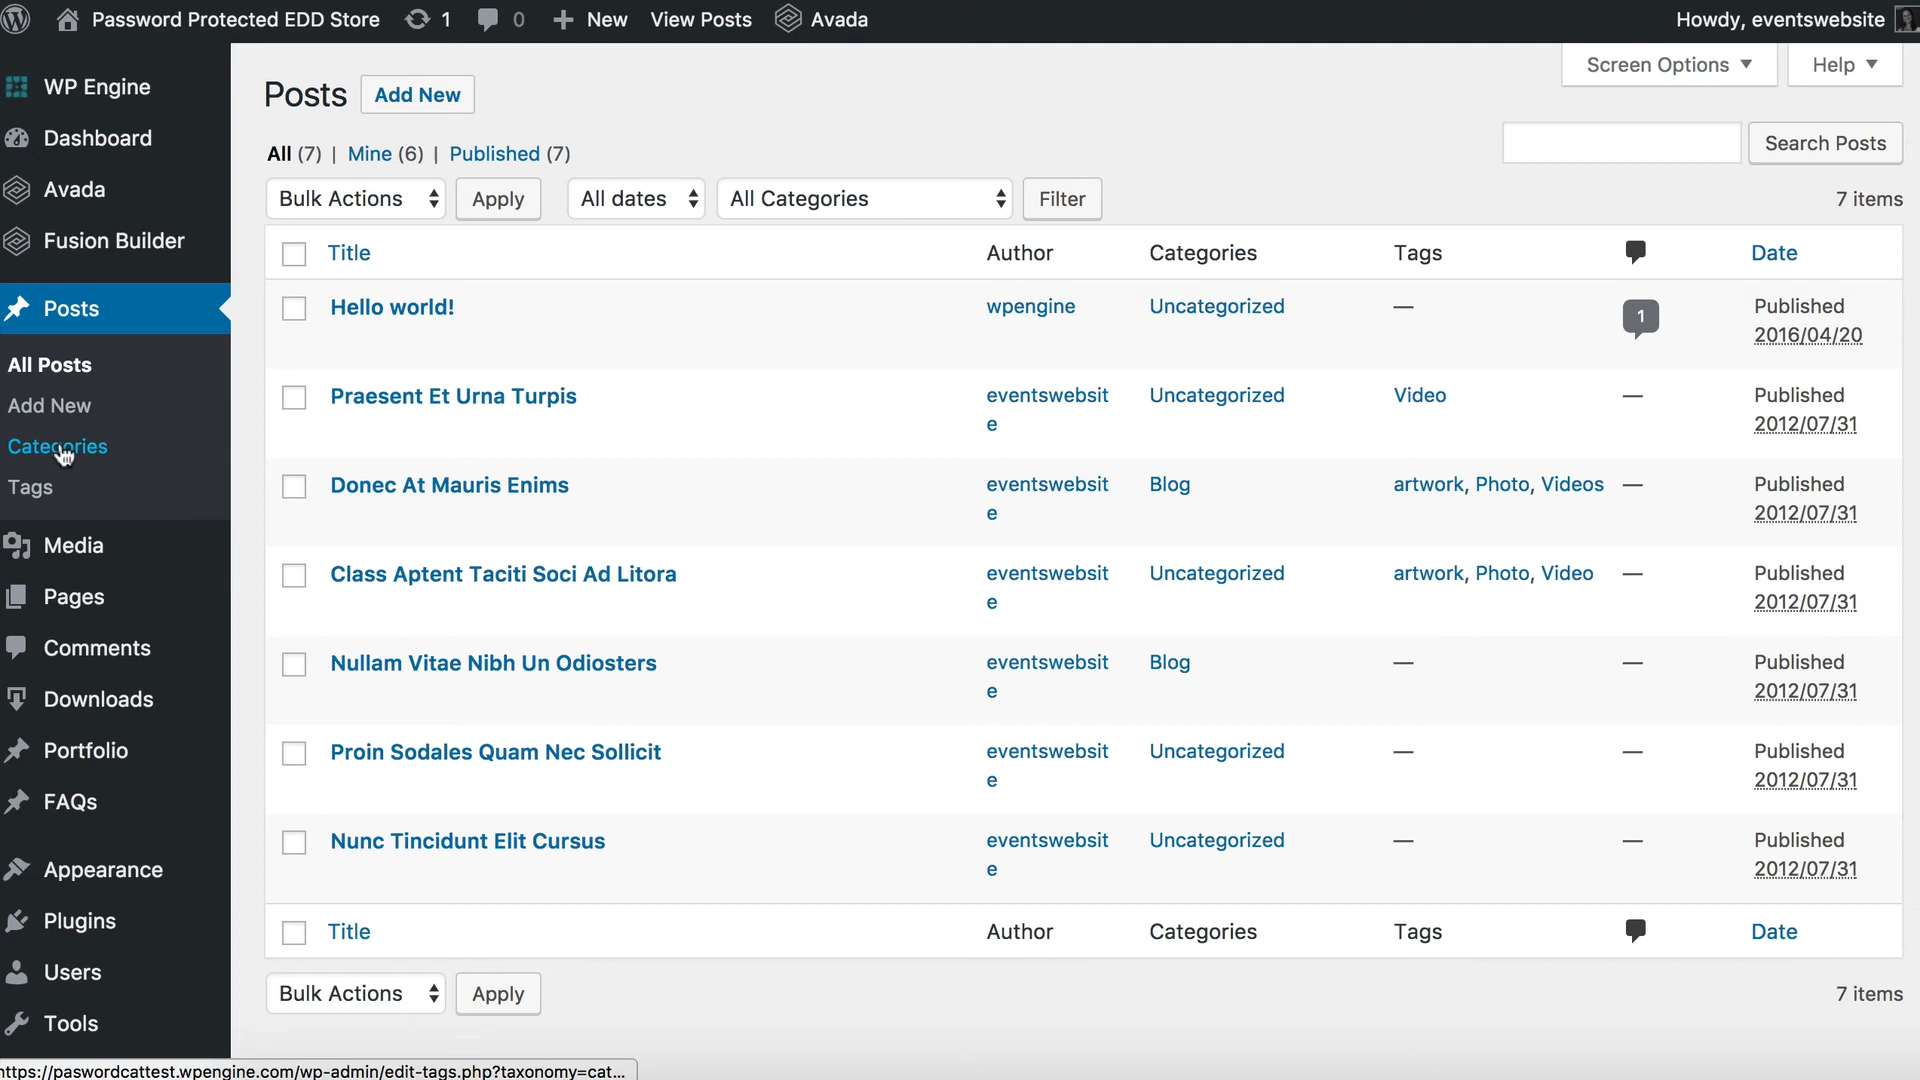 Password Protected EDD Store 1 0 New View Posts Avada Howdy, eventswebsite
WP Engine
Dashboard
Avada
Fusion Builder
Posts
All Posts
Add New
Categories
Tags
Media
Pages
Comments
Downloads
Portfolio
FAQs
Appearance
Plugins
Users
Tools
Screen Options Help
Posts Add New
All (7) | Mine (6) | Published (7)
Search Posts
Bulk Actions Apply All dates All Categories Filter 7 items
Title Author Categories Tags Date
Hello world! wpengine Uncategorized — 1 Published
2016/04/20
Praesent Et Urna Turpis eventswebsit Uncategorized Video — Published
e 2012/07/31
Donec At Mauris Enims eventswebsit Blog artwork, Photo, Videos — Published
e 2012/07/31
Class Aptent Taciti Soci Ad Litora eventswebsit Uncategorized artwork, Photo, Video — Published
e 2012/07/31
Nullam Vitae Nibh Un Odiosters eventswebsit Blog — — Published
e 2012/07/31
Proin Sodales Quam Nec Sollicit eventswebsit Uncategorized — — Published
e 2012/07/31
Nunc Tincidunt Elit Cursus eventswebsit Uncategorized — — Published
e 2012/07/31
Title Author Categories Tags Date
Bulk Actions Apply 7 items
https://paswordcattest.wpengine.com/wp-admin/edit-tags.php?taxonomy=cat...